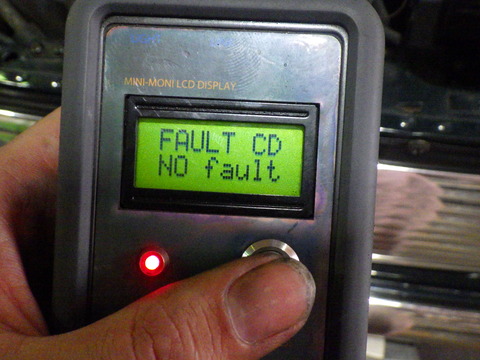 MINI-MONI LCD DISPLAY
FAULT CD
NO fault